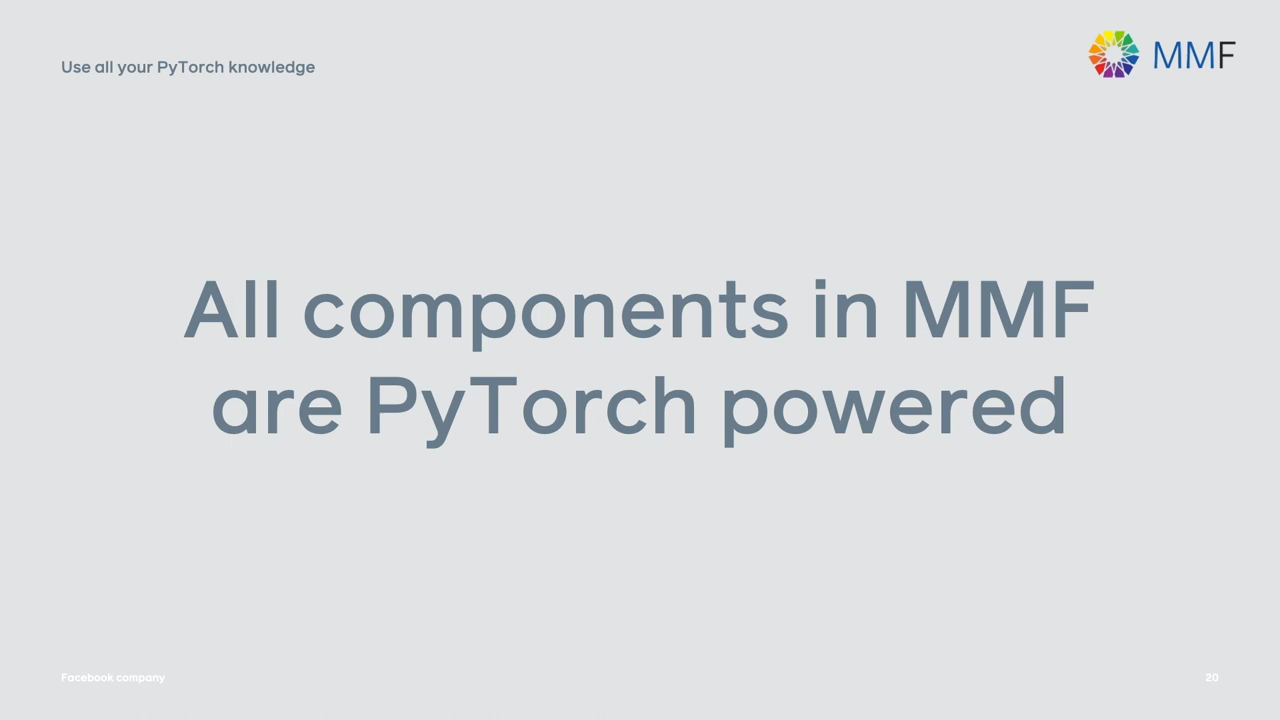 Use all your PyTorch knowledge
MMF
All components in MMF
are PyTorch powered
Facebook company
20